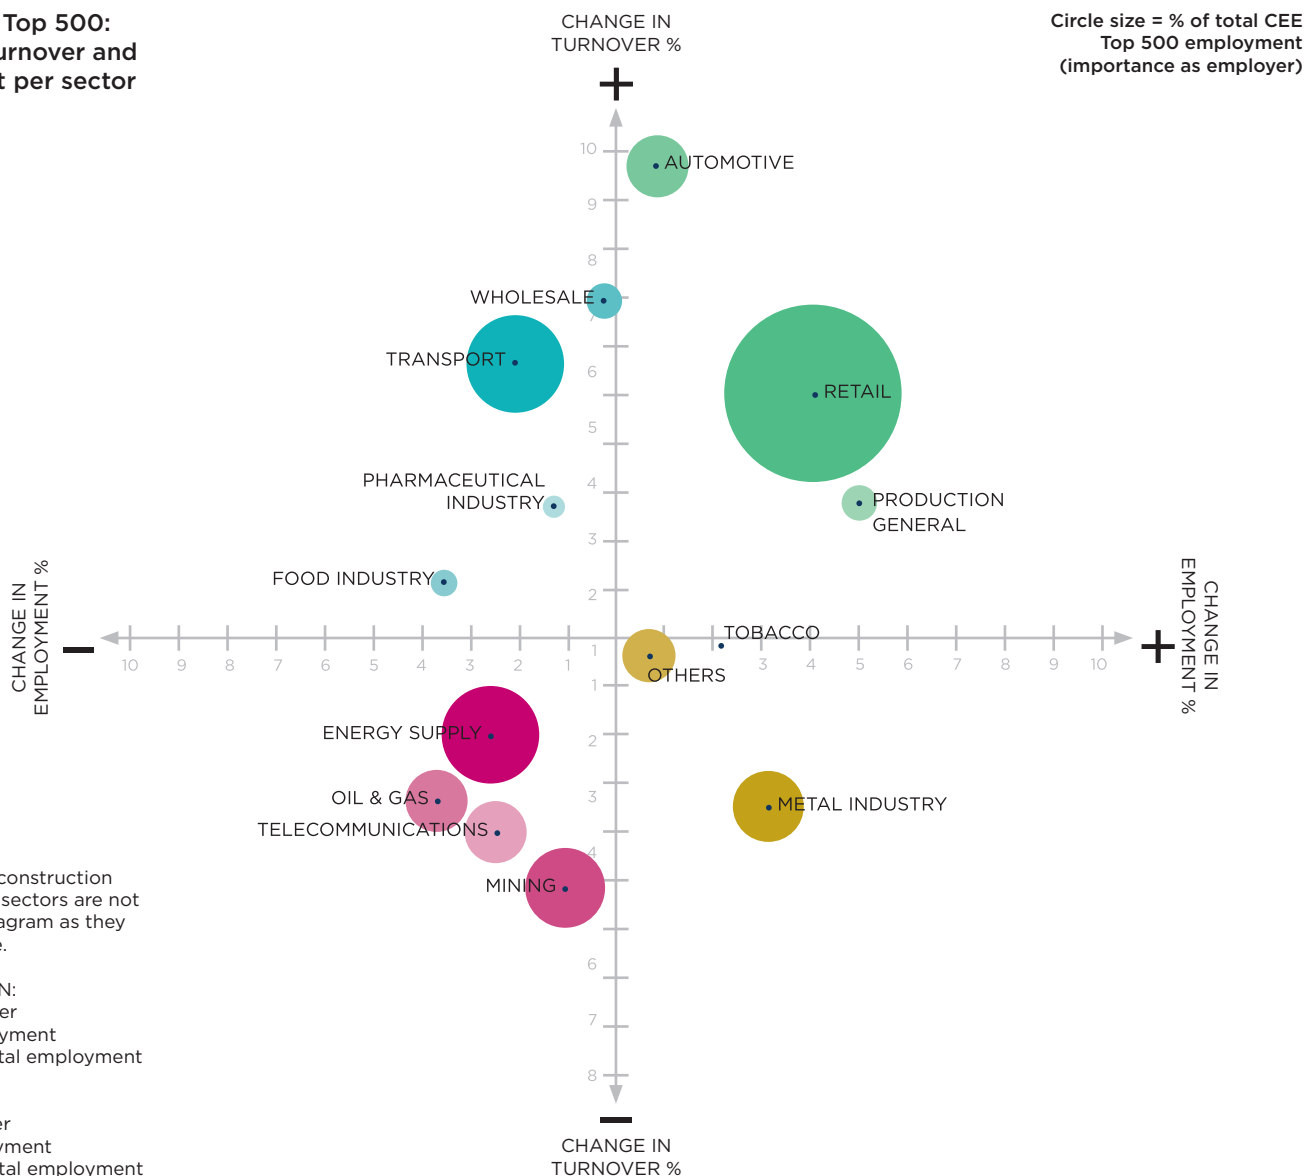 Top 500:
urnover and
t per sector
CHANGE IN
TURNOVER %
+
Circle size = % of total CEE
Top 500 employment
(importance as employer)
10
AUTOMOTIVE
9
8
WHOLESALE
7
TRANSPORT
6
RETAIL
5
PHARMACEUTICAL
INDUSTRY
4
PRODUCTION
GENERAL
3
FOOD INDUSTRY
2
CHANGE IN
EMPLOYMENT %
−
10 9 8 7 6 5 4 3 2 1
1
TOBACCO
3 4 5 6 7 8 9 10
+
CHANGE IN
EMPLOYMENT %
OTHERS
1
ENERGY SUPPLY
2
OIL & GAS
3
METAL INDUSTRY
TELECOMMUNICATIONS
4
MINING
6
7
8
−
CHANGE IN
TURNOVER %
construction
sectors are not
agram as they
e.
N:
er
yment
tal employment
er
yment
tal employment